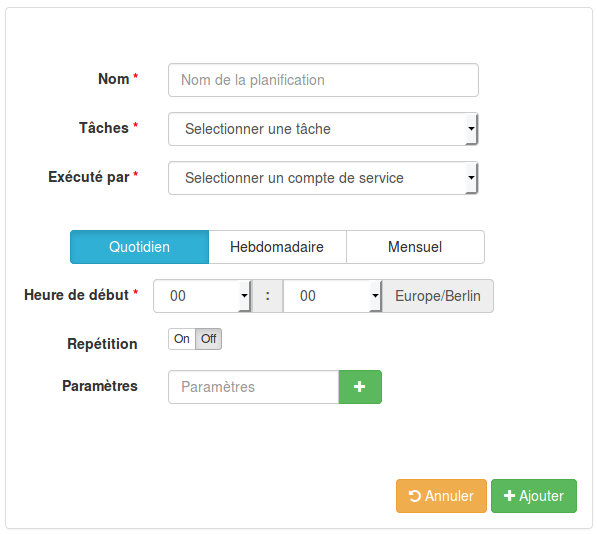 Nom *
Nom de la planification
Tâches *
Selectionner une tâche
Exécuté par *
Selectionner un compte de service
Quotidien Hebdomadaire Mensuel
Heure de début * 00 : 00 Europe/Berlin
Repétition On Off
Paramètres Paramètres
Annuler Ajouter